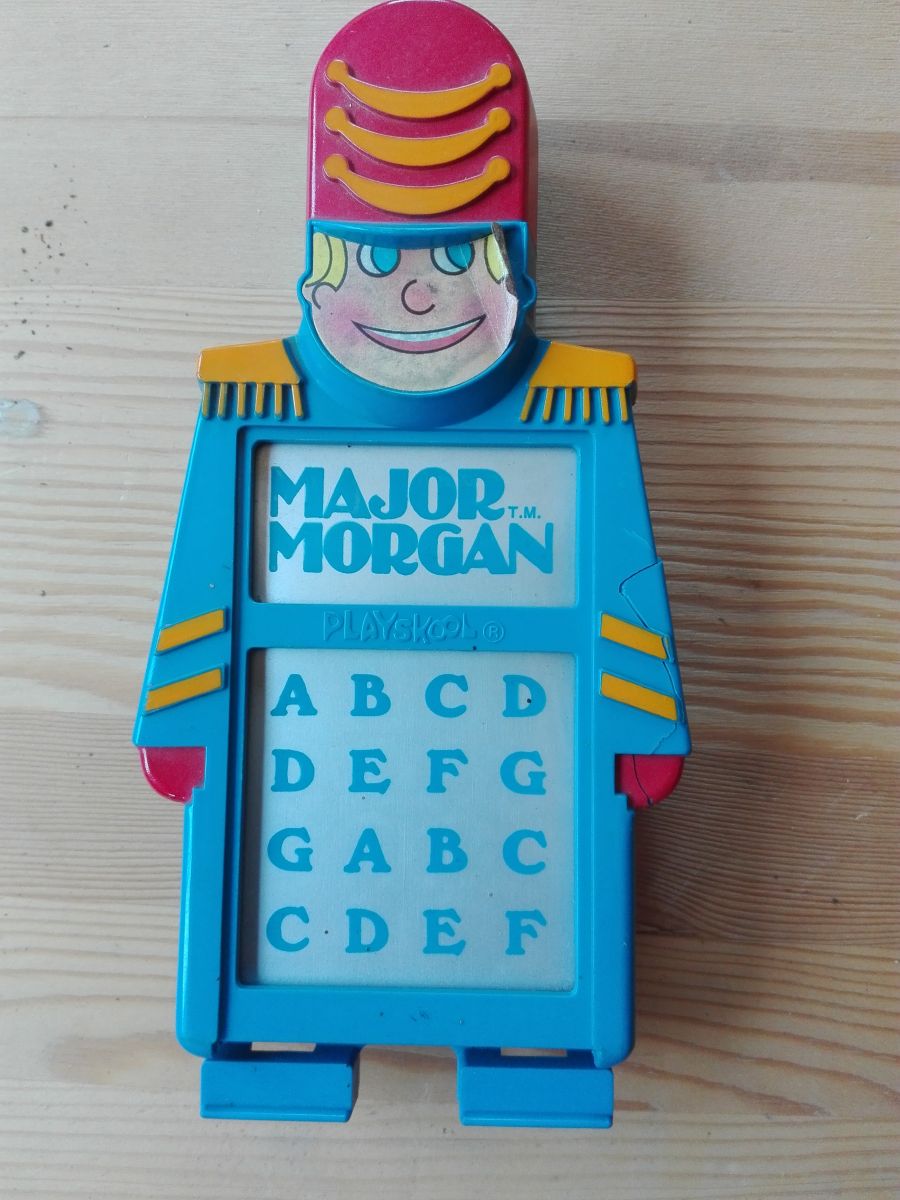 MAJOR T.M.
MORGAN
PLAYSKOOL ®
A B C D
D E F G
G A B C
C D E F